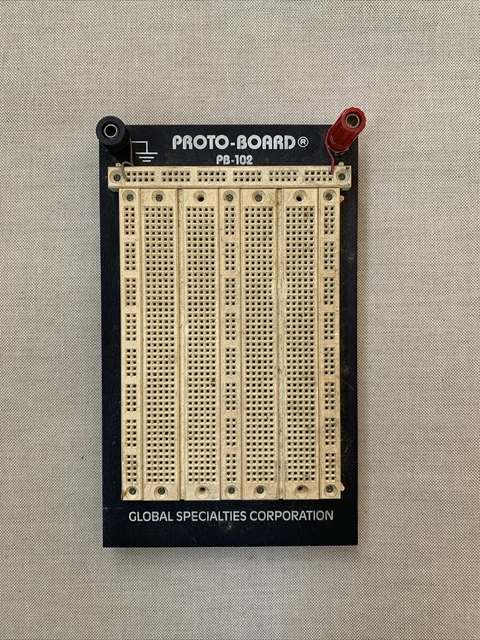 PROTO-BOARD®
PB-102
GLOBAL SPECIALTIES CORPORATION